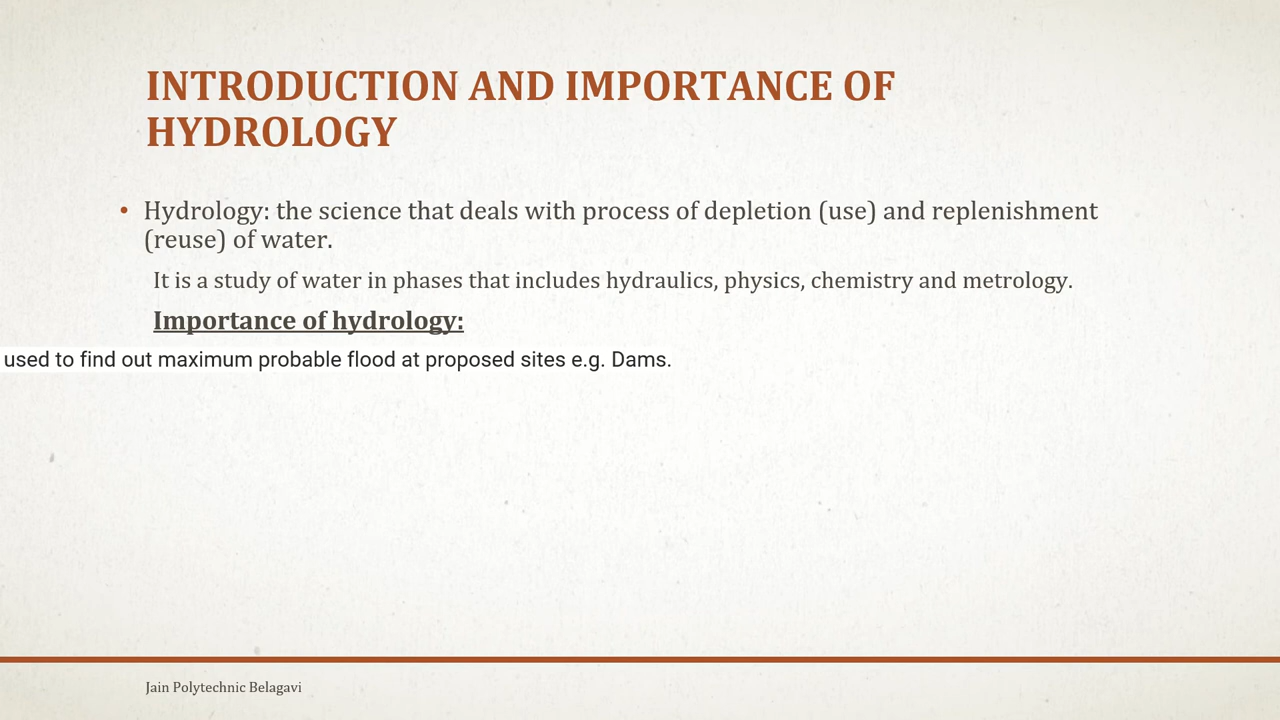 INTRODUCTION AND IMPORTANCE OF
HYDROLOGY
• Hydrology: the science that deals with process of depletion (use) and replenishment
(reuse) of water.
It is a study of water in phases that includes hydraulics, physics, chemistry and metrology.
Importance of hydrology:
used to find out maximum probable flood at proposed sites e.g. Dams.
Jain Polytechnic Belagavi